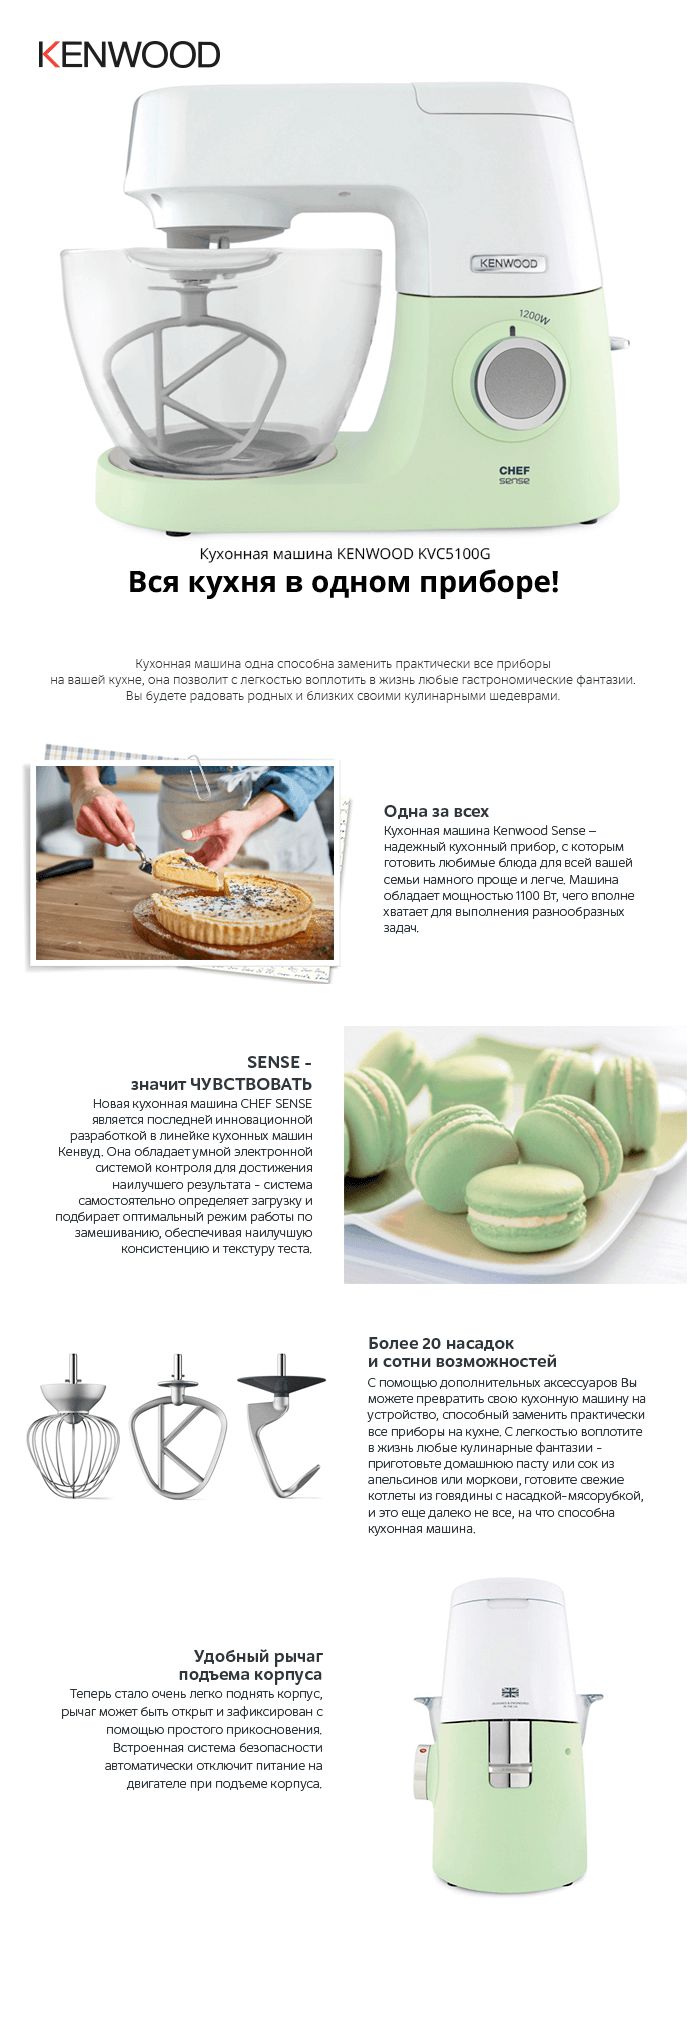 KENWOOD
KENWOOD
1200W
CHEF
sense
Кухонная машина KENWOOD KVC5100G
Вся кухня в одном приборе!
Кухонная машина одна способна заменить практически все приборы
на вашей кухне, она позволит с легкостью воплотить в жизнь любые гастрономические фантазии.
Вы будете радовать родных и близких своими кулинарными шедеврами.
Одна за всех
Кухонная машина Kenwood Sense –
надежный кухонный прибор, с которым
готовить любимые блюда для всей вашей
семьи намного проще и легче. Машина
обладает мощностью 1100 Вт, чего вполне
хватает для выполнения разнообразных
задач.
SENSE -
значит ЧУВСТВОВАТЬ
Новая кухонная машина CHEF SENSE
является последней инновационной
разработкой в линейке кухонных машин
Кенвуд. Она обладает умной электронной
системой контроля для достижения
наилучшего результата - система
самостоятельно определяет загрузку и
подбирает оптимальный режим работы по
замешиванию, обеспечивая наилучшую
консистенцию и текстуру теста.
Более 20 насадок
и сотни возможностей
С помощью дополнительных аксессуаров Вы
можете превратить свою кухонную машину на
устройство, способный заменить практически
все приборы на кухне. С легкостью воплотите
в жизнь любые кулинарные фантазии -
приготовьте домашнюю пасту или сок из
апельсинов или моркови, готовите свежие
котлеты из говядины с насадкой-мясорубкой,
и это еще далеко не все, на что способна
кухонная машина.
Удобный рычаг
подъема корпуса
Теперь стало очень легко поднять корпус,
рычаг может быть открыт и зафиксирован с
помощью простого прикосновения.
Встроенная система безопасности
автоматически отключит питание на
двигателе при подъеме корпуса.